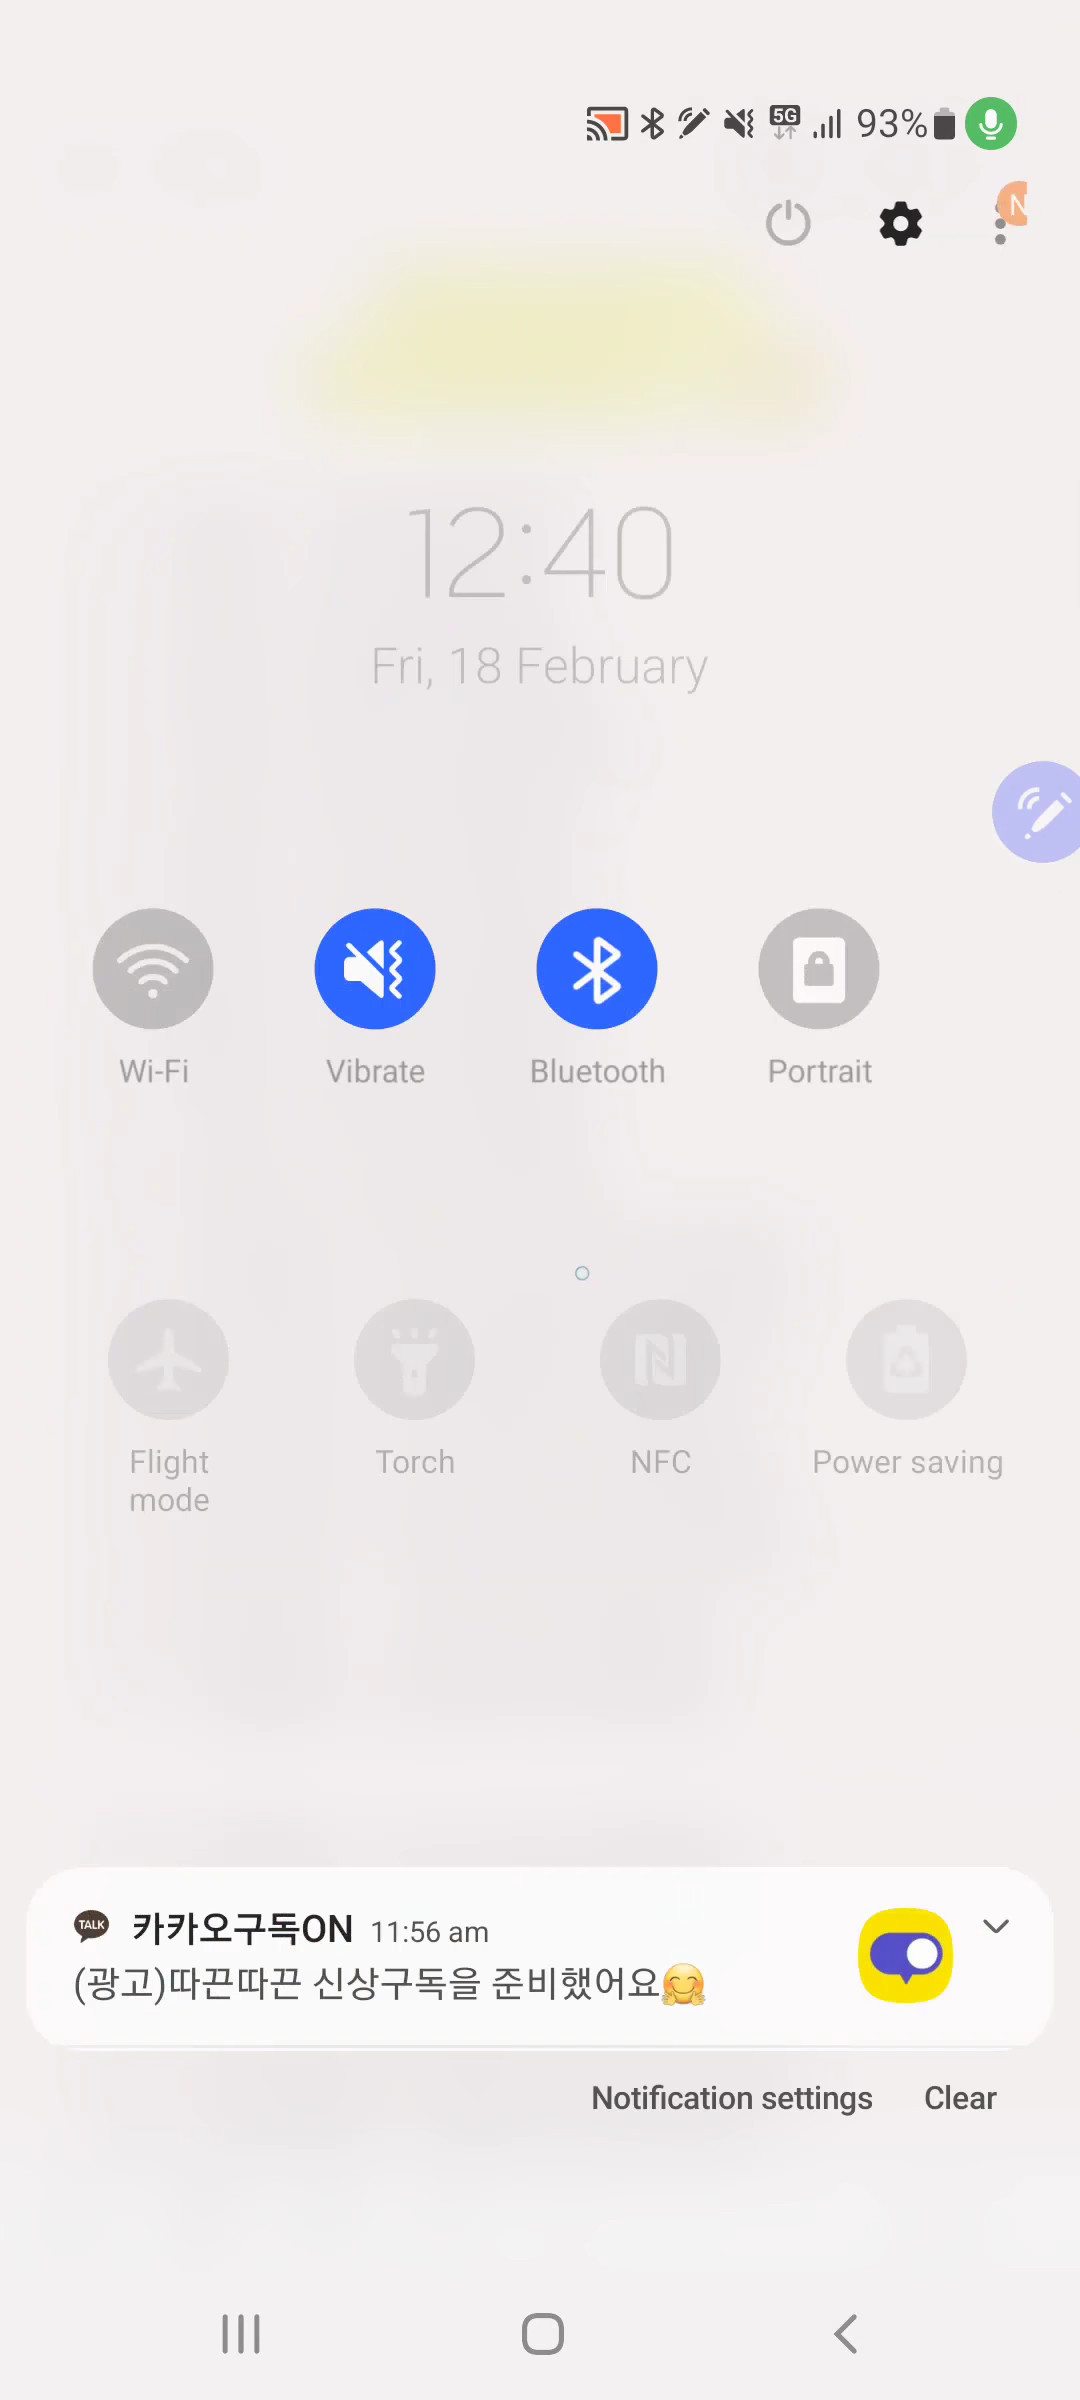 5G 93%
N
12:40
Fri, 18 February
Wi-Fi Vibrate Bluetooth Portrait
Flight mode Torch NFC Power saving
TALK 카카오구독ON 11:56 am
(광고)따끈따끈 신상구독을 준비했어요🤗
Notification settings Clear